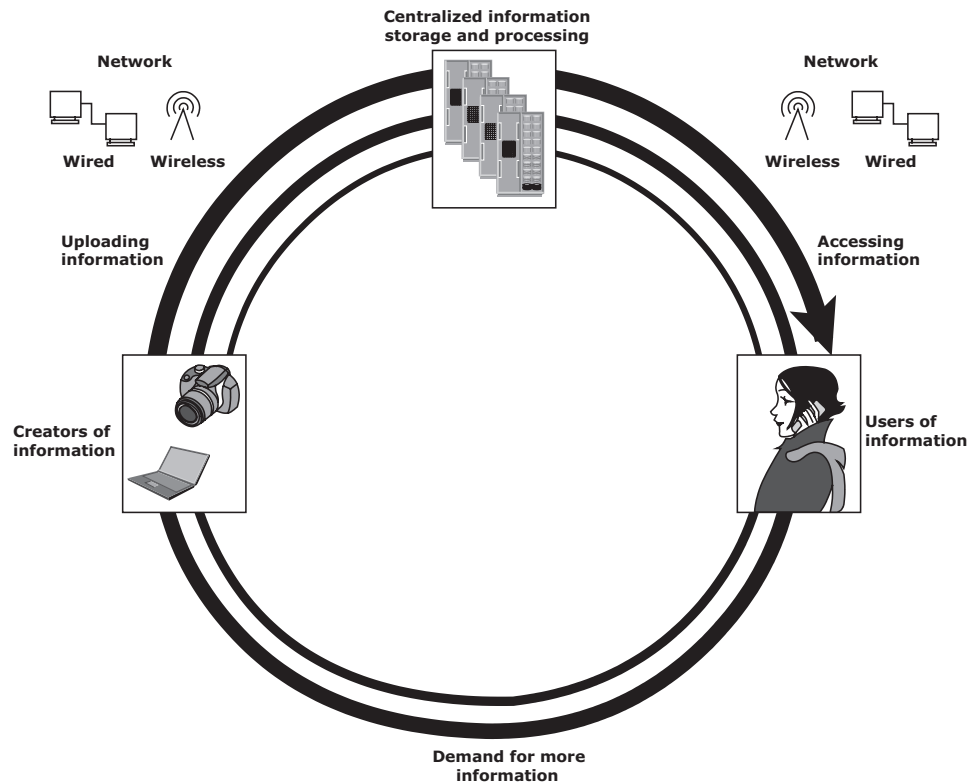 Centralized information
storage and processing
Network
Wired
Wireless
Network
Wireless
Wired
Uploading
information
Accessing
information
Creators of
information
Users of
information
Demand for more
information